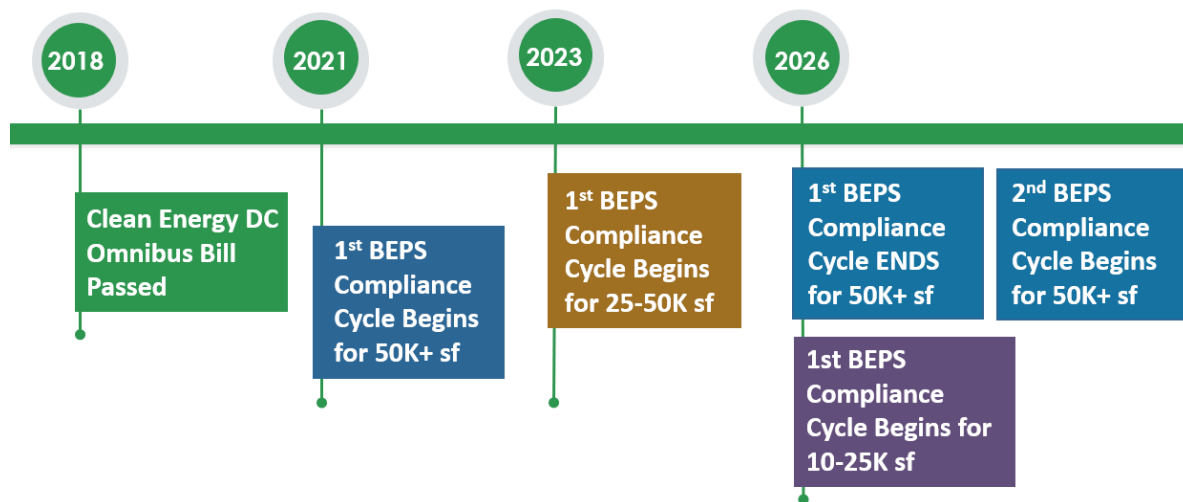 2018
2021
2023
2026
Clean Energy DC
Omnibus Bill
Passed
1st BEPS
Compliance
Cycle Begins
for 50K+ sf
1st BEPS
Compliance
Cycle Begins
for 25-50K sf
1st BEPS
Compliance
Cycle ENDS
for 50K+ sf
2nd BEPS
Compliance
Cycle Begins
for 50K+ sf
1st BEPS
Compliance
Cycle Begins for
10-25K sf